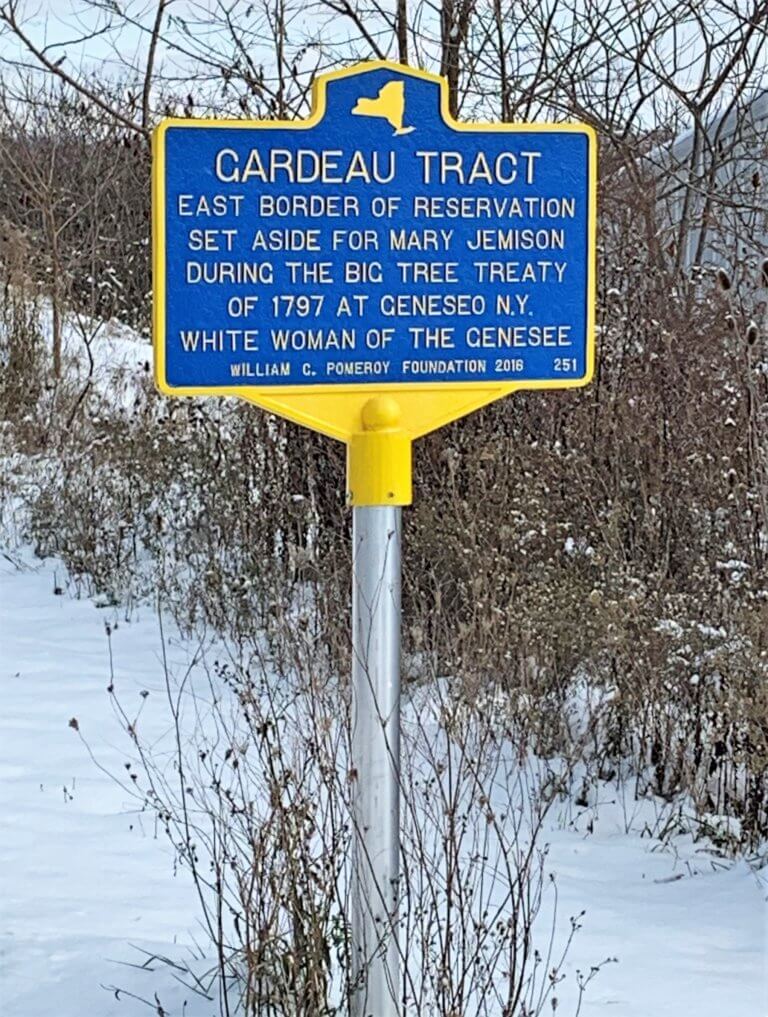 GARDEAU TRACT
EAST BORDER OF RESERVATION
SET ASIDE FOR MARY JEMISON
DURING THE BIG TREE TREATY
OF 1797 AT GENESEO N.Y.
WHITE WOMAN OF THE GENESEE
WILLIAM C. POMEROY FOUNDATION 2016 251